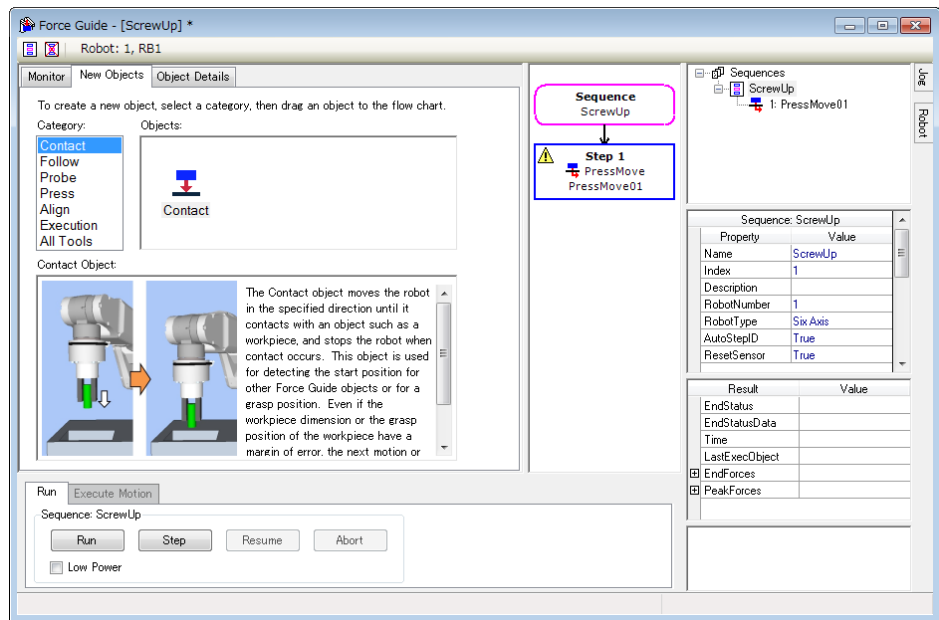 Force Guide - [ScrewUp] *
Robot: 1, RB1
Monitor
New Objects
Object Details
To create a new object, select a category, then drag an object to the flow chart.
Category:
Objects:
Contact
Follow
Probe
Press
Align
Execution
All Tools
Contact
Contact Object:
The Contact object moves the robot
in the specified direction until it
contacts with an object such as a
workpiece, and stops the robot when
contact occurs. This object is used
for detecting the start position for
other Force Guide objects or for a
grasp position. Even if the
workpiece dimension or the grasp
position of the workpiece have a
margin of error, the next motion or
Sequence
ScrewUp
Step 1
PressMove
PressMove01
Sequences
ScrewUp
1: PressMove01
Jog
Robot
Sequence: ScrewUp
Property Value
Name ScrewUp
Index 1
Description
RobotNumber 1
RobotType Six Axis
AutoStepID True
ResetSensor True
Result Value
EndStatus
EndStatusData
Time
LastExecObject
EndForces
PeakForces
Run
Execute Motion
Sequence: ScrewUp
Run
Step
Resume
Abort
Low Power